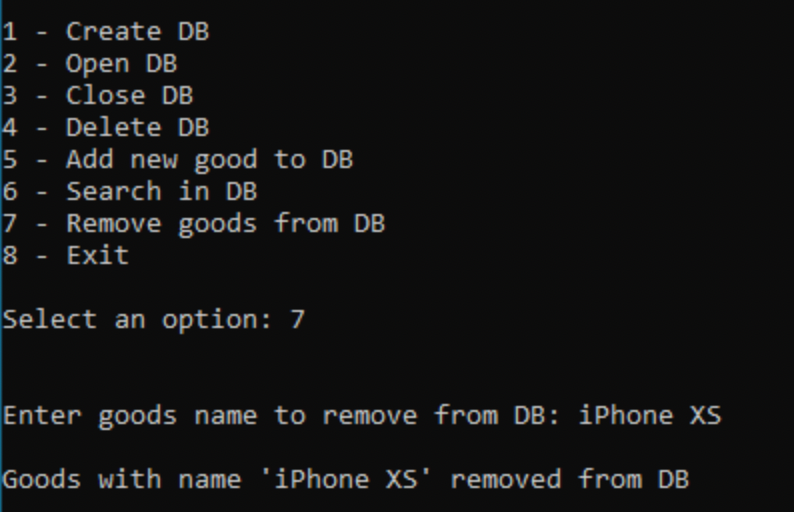 1 - Create DB
2 - Open DB
3 - Close DB
4 - Delete DB
5 - Add new good to DB
6 - Search in DB
7 - Remove goods from DB
8 - Exit
Select an option: 7
Enter goods name to remove from DB: iPhone XS
Goods with name 'iPhone XS' removed from DB